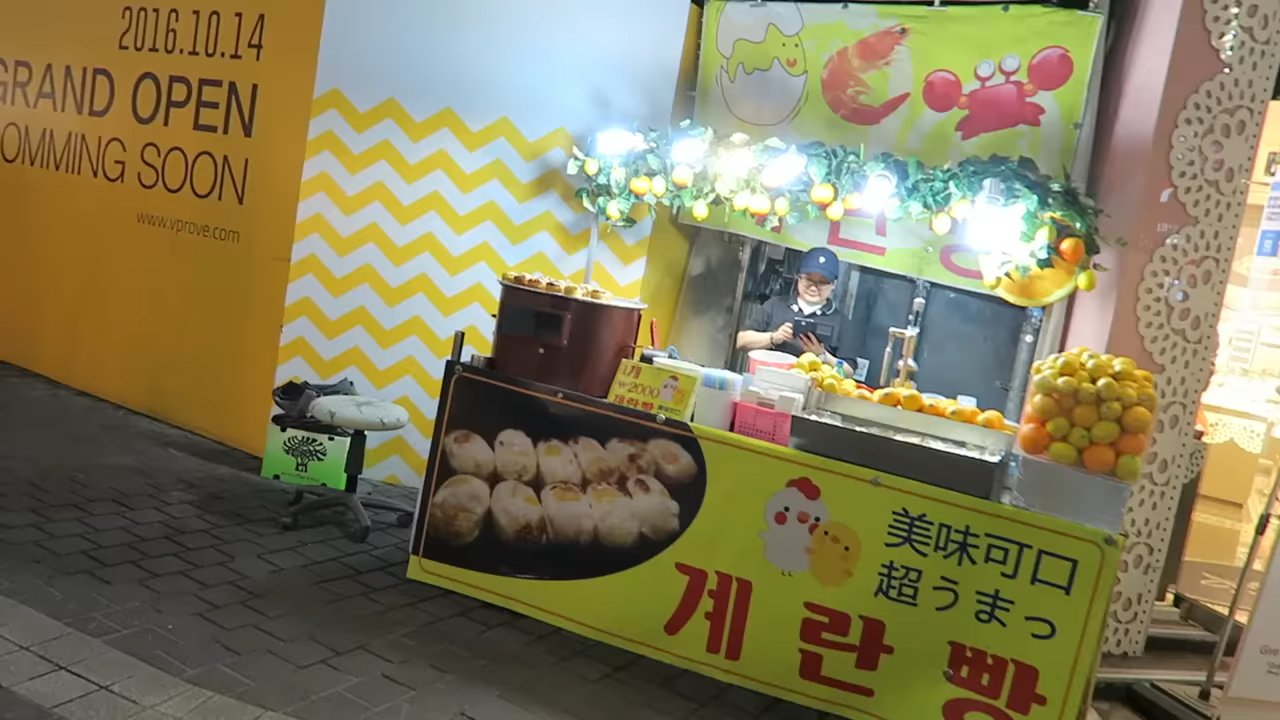 2016.10.14
GRAND OPEN
OMMING SOON
www.vprove.com
1개
₩2000
계란빵
美味可口
超うまっ
계란빵